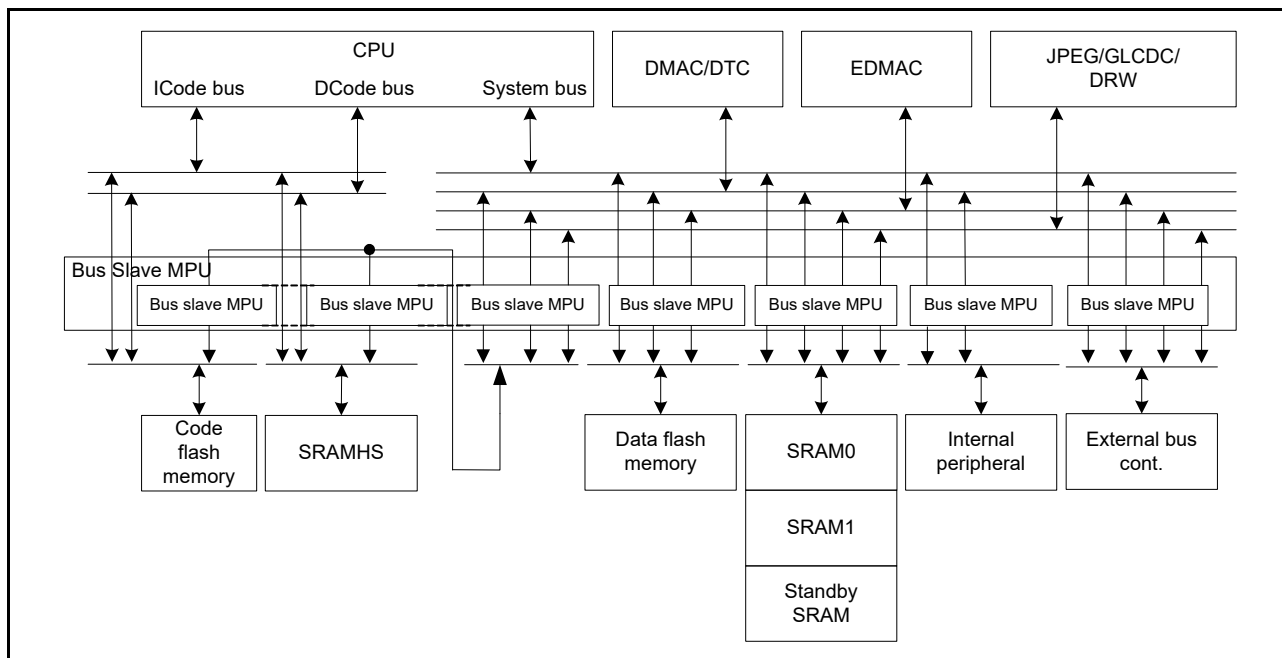 CPU
ICode bus
DCode bus
System bus
DMAC/DTC
EDMAC
JPEG/GLCDC/
DRW
Bus Slave MPU
Bus slave MPU
Bus slave MPU
Bus slave MPU
Bus slave MPU
Bus slave MPU
Bus slave MPU
Bus slave MPU
Code
flash
memory
SRAMHS
Data flash
memory
SRAM0
SRAM1
Standby
SRAM
Internal
peripheral
External bus
cont.